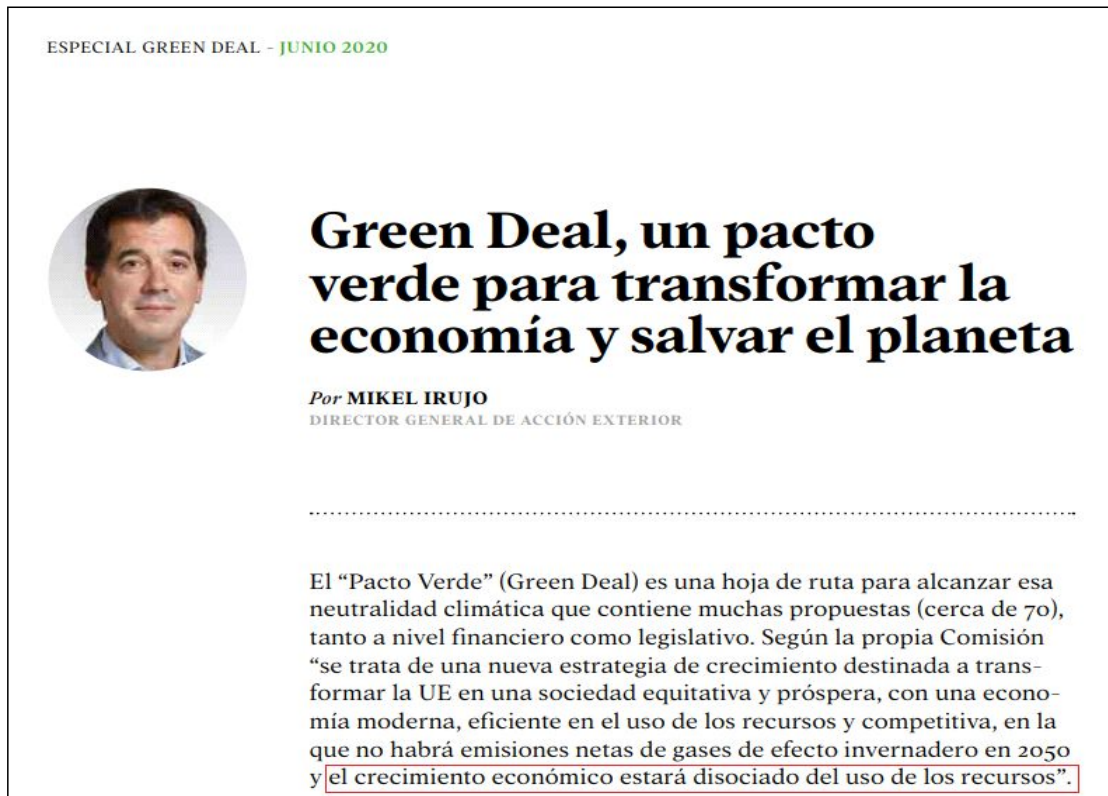 ESPECIAL GREEN DEAL - JUNIO 2020
Green Deal, un pacto
verde para transformar la
economía y salvar el planeta
Por MIKEL IRUJO
DIRECTOR GENERAL DE ACCIÓN EXTERIOR
El “Pacto Verde” (Green Deal) es una hoja de ruta para alcanzar esa
neutralidad climática que contiene muchas propuestas (cerca de 70),
tanto a nivel financiero como legislativo. Según la propia Comisión
“se trata de una nueva estrategia de crecimiento destinada a trans-
formar la UE en una sociedad equitativa y próspera, con una econo-
mía moderna, eficiente en el uso de los recursos y competitiva, en la
que no habrá emisiones netas de gases de efecto invernadero en 2050
y el crecimiento económico estará disociado del uso de los recursos”.